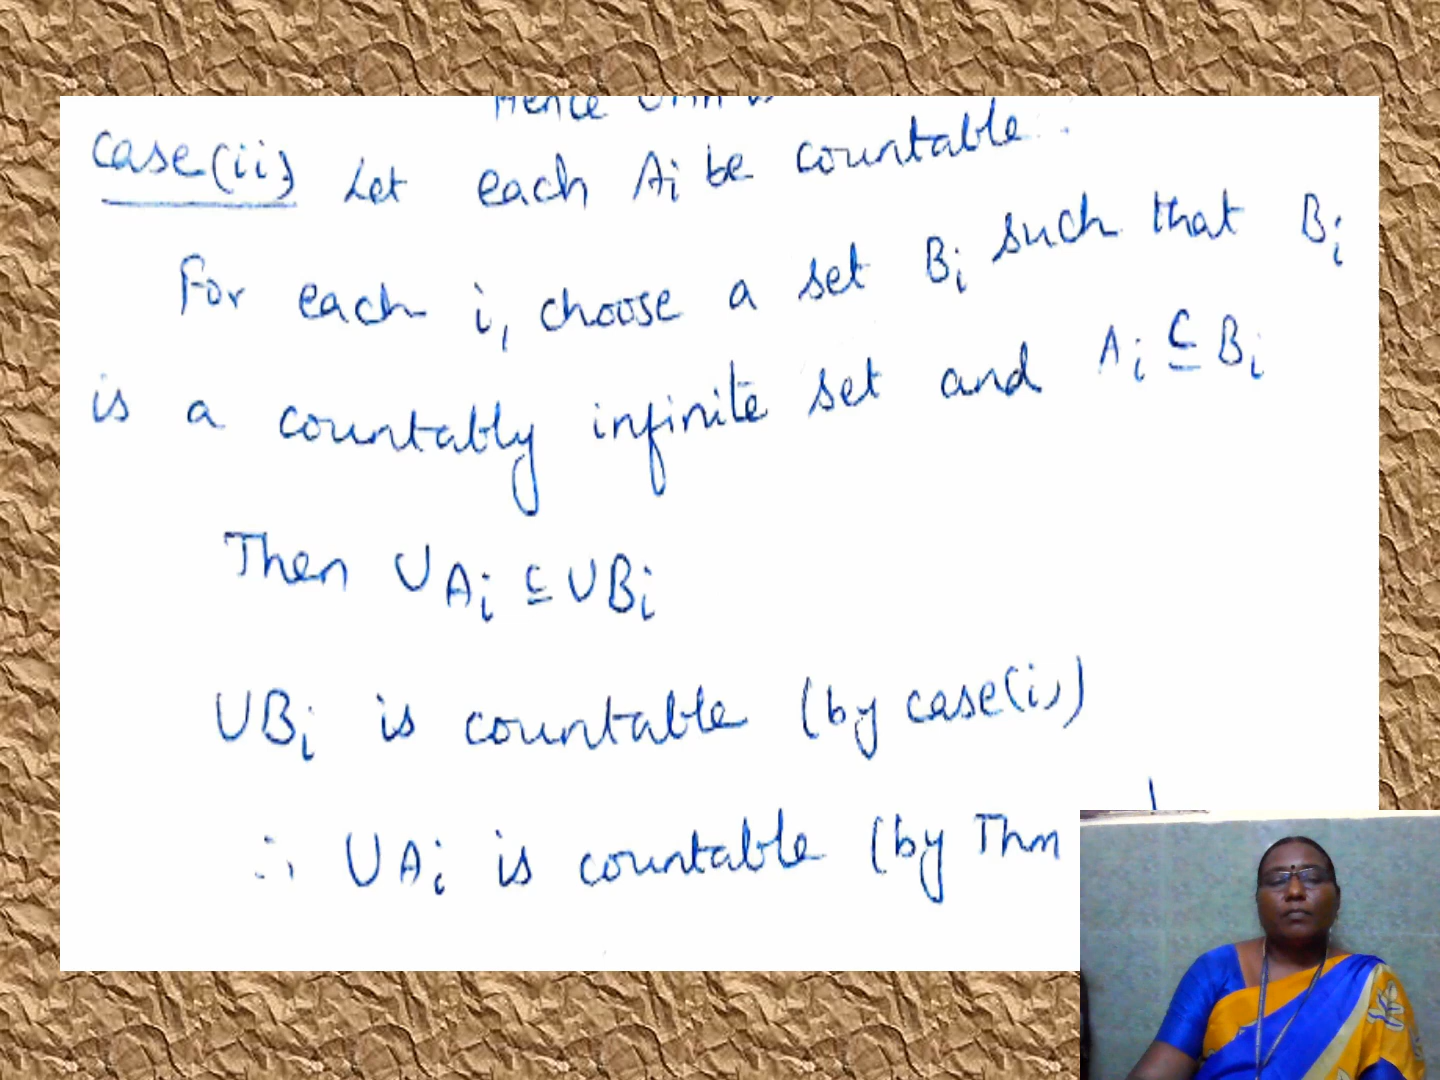 Hence
case(ii) Let each Ai be countable.
For each i, choose a set Bi such that Bi
is a countably infinite set and Ai ⊆ Bi
Then ∪Ai ⊆ ∪Bi
∪Bi is countable (by case(i))
∴ ∪Ai is countable (by Thm